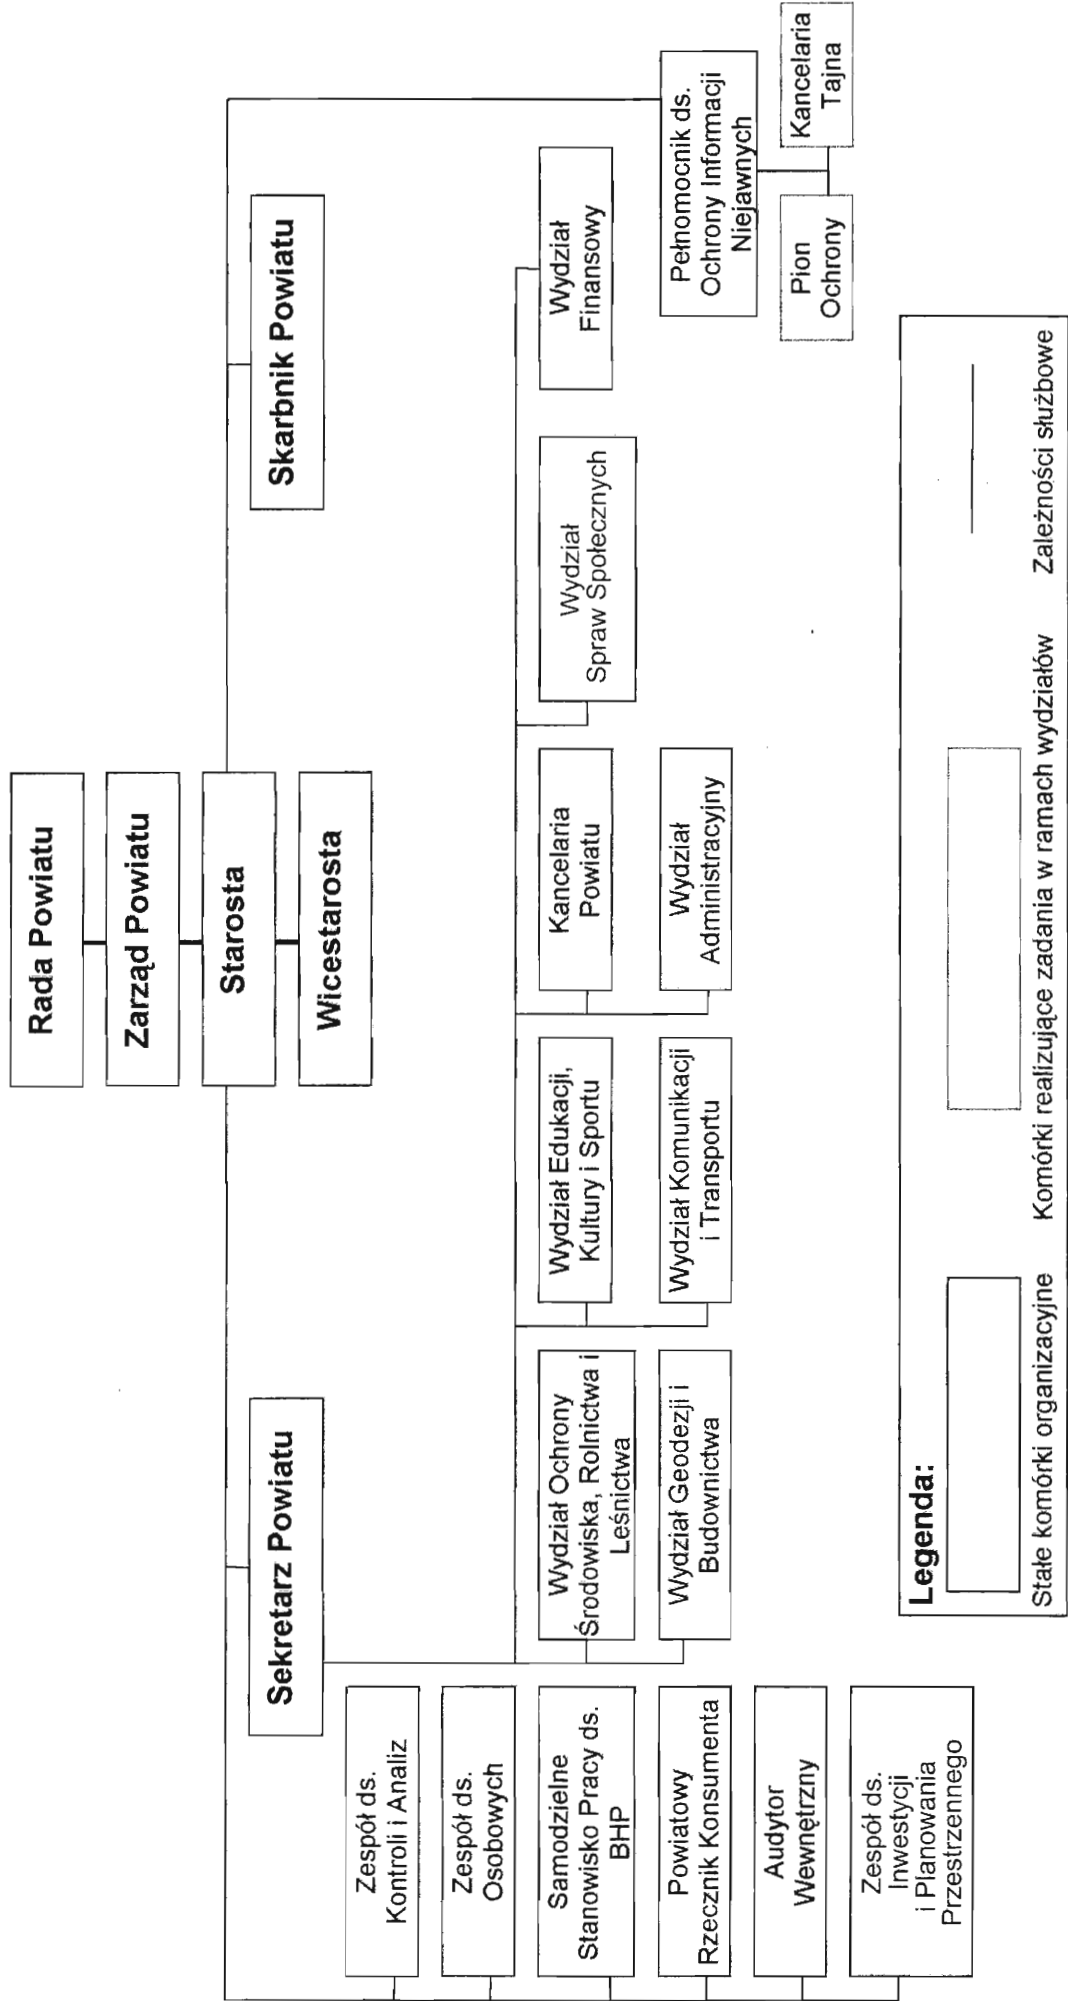 Rada Powiatu
Zarząd Powiatu
Starosta
Wicestarosta
Sekretarz Powiatu
Skarbnik Powiatu
Zespół ds.
Kontroli i Analiz
Zespół ds.
Osobowych
Samodzielne
Stanowisko Pracy ds.
BHP
Powiatowy
Rzecznik Konsumenta
Audytor
Wewnętrzny
Zespół ds.
Inwestycji
i Planowania
Przestrzennego
Wydział Ochrony
Środowiska, Rolnictwa i
Leśnictwa
Wydział Geodezji i
Budownictwa
Wydział Edukacji,
Kultury i Sportu
Wydział Komunikacji
i Transportu
Kancelaria
Powiatu
Wydział
Administracyjny
Wydział
Spraw Społecznych
Wydział
Finansowy
Pełnomocnik ds.
Ochrony Informacji
Niejawnych
Pion
Ochrony
Kancelaria
Tajna
Legenda:
Stałe komórki organizacyjne
Komórki realizujące zadania w ramach wydziałów
Zależności służbowe